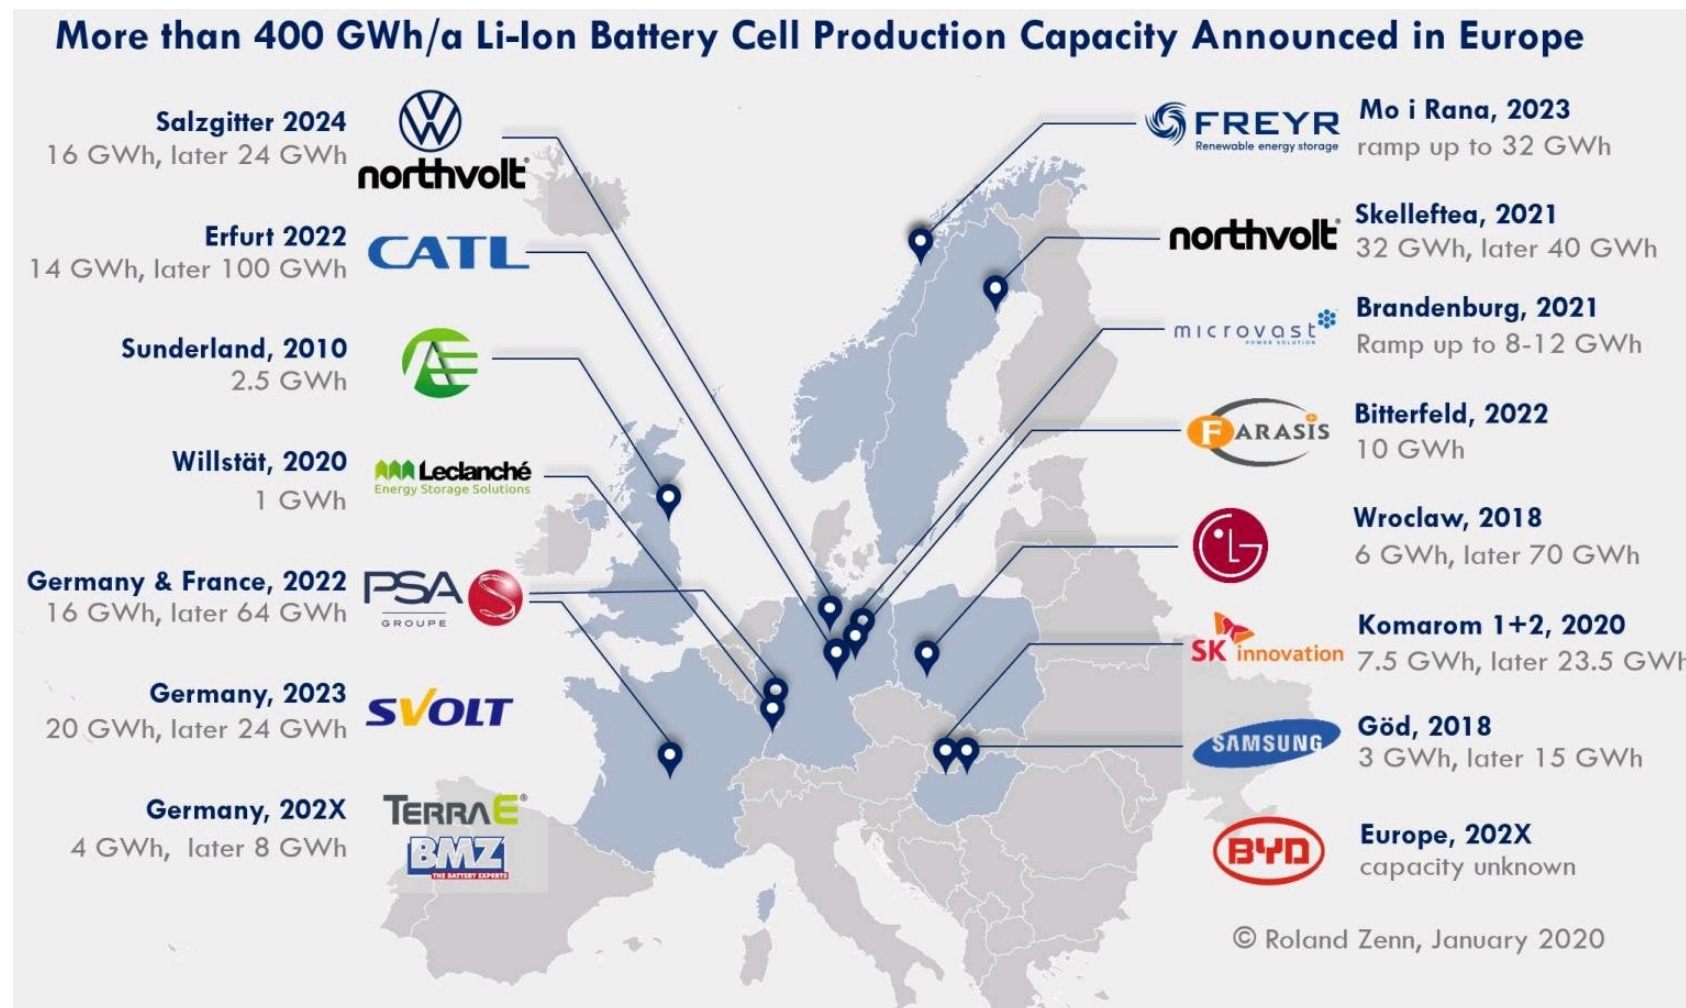 More than 400 GWh/a Li-Ion Battery Cell Production Capacity Announced in Europe
Salzgitter 2024
16 GWh, later 24 GWh
northvolt
Erfurt 2022
14 GWh, later 100 GWh
CATL
Sunderland, 2010
2.5 GWh
Willstät, 2020
1 GWh
Leclanché
Energy Storage Solutions
Germany & France, 2022
16 GWh, later 64 GWh
PSA
GROUPE
Germany, 2023
20 GWh, later 24 GWh
SVOLT
Germany, 202X
4 GWh, later 8 GWh
TERRAE®
BMZ
THE BATTERY EXPERTS
FREYR
Renewable energy storage
Mo i Rana, 2023
ramp up to 32 GWh
northvolt
Skelleftea, 2021
32 GWh, later 40 GWh
microvast
POWER SOLUTION
Brandenburg, 2021
Ramp up to 8-12 GWh
FARASIS
Bitterfeld, 2022
10 GWh
LG
Wroclaw, 2018
6 GWh, later 70 GWh
SK innovation
Komarom 1+2, 2020
7.5 GWh, later 23.5 GWh
SAMSUNG
Göd, 2018
3 GWh, later 15 GWh
BYD
Europe, 202X
capacity unknown
© Roland Zenn, January 2020